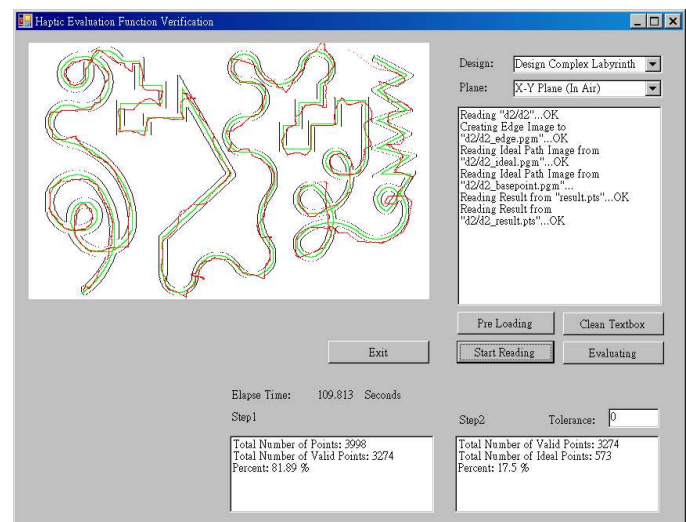 Haptic Evaluation Function Verification
Design: Design Complex Labyrinth
Plane: X-Y Plane (In Air)
Reading "d2/d2"...OK
Creating Edge Image to
"d2/d2_edge.pgm"...OK
Reading Ideal Path Image from
"d2/d2_ideal.pgm"...OK
Reading Ideal Path Image from
"d2/d2_basepoint.pgm"...
Reading Result from "result.pts"...OK
Reading Result from
"d2/d2_result.pts"...OK
Pre Loading Clean Textbox
Exit Start Reading Evaluating
Elapse Time: 109.813 Seconds
Step1
Step2 Tolerance: 0
Total Number of Points: 3998
Total Number of Valid Points: 3274
Percent: 81.89 %
Total Number of Valid Points: 3274
Total Number of Ideal Points: 573
Percent: 17.5 %